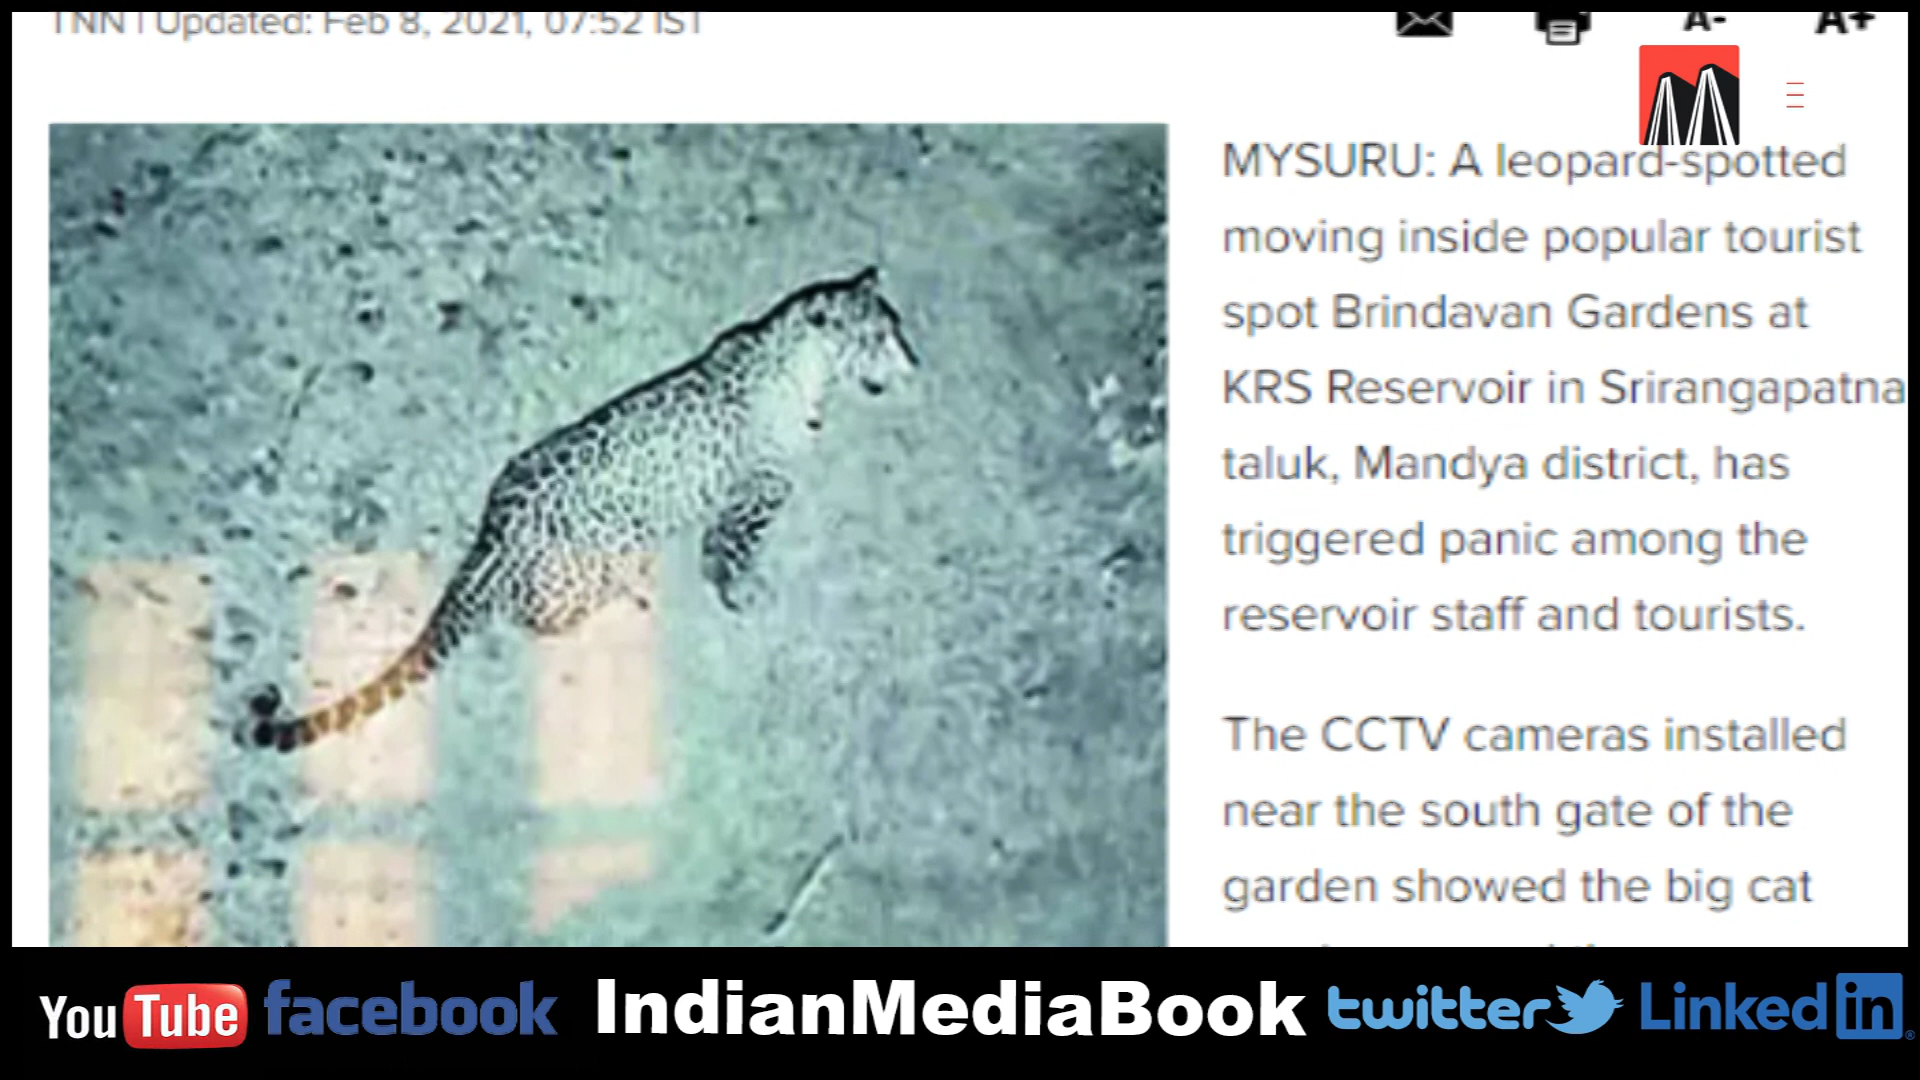 TNN | Updated: Feb 8, 2021, 07:52 IST
A- A+
MYSURU: A leopard-spotted
moving inside popular tourist
spot Brindavan Gardens at
KRS Reservoir in Srirangapatna
taluk, Mandya district, has
triggered panic among the
reservoir staff and tourists.
The CCTV cameras installed
near the south gate of the
garden showed the big cat
YouTube facebook IndianMediaBook twitter Linkedin